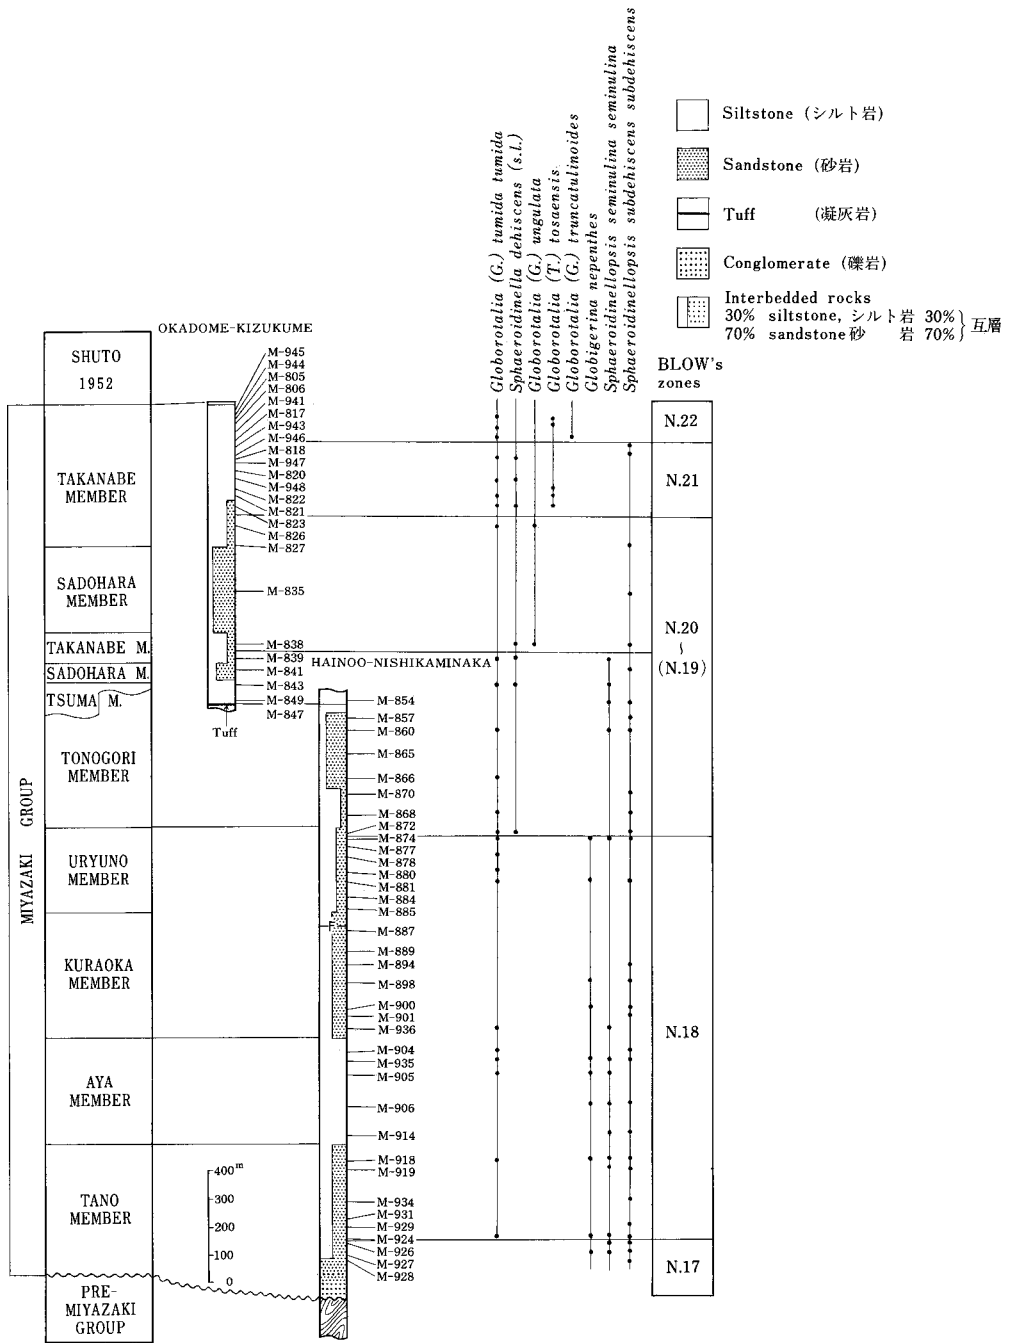 Globorotalia (G.) tumida tumida
Sphaeroidinella dehiscens (s.l.)
Globorotalia (G.) ungulata
Globorotalia (T.) tosaensis
Globorotalia (G.) truncatulinoides
Globigerina nepenthes
Sphaeroidinellopsis seminulina seminulina
Sphaeroidinellopsis subdehiscens subdehiscens
Siltstone (シルト岩)
Sandstone (砂岩)
Tuff (凝灰岩)
Conglomerate (礫岩)
Interbedded rocks
30% siltstone, シルト岩 30%
70% sandstone 砂 岩 70%
互層
BLOW's
zones
N.22
N.21
N.20
~
(N.19)
N.18
N.17
MIYAZAKI GROUP
SHUTO
1952
TAKANABE
MEMBER
SADOHARA
MEMBER
TAKANABE M.
SADOHARA M.
TSUMA M.
TONOGORI
MEMBER
URYUNO
MEMBER
KURAOKA
MEMBER
AYA
MEMBER
TANO
MEMBER
PRE-
MIYAZAKI
GROUP
OKADOME-KIZUKUME
M-945
M-944
M-805
M-806
M-941
M-817
M-943
M-946
M-818
M-947
M-820
M-948
M-822
M-821
M-823
M-826
M-827
M-835
M-838
M-839
M-841
M-843
M-849
M-847
Tuff
HAINOO-NISHIKAMINAKA
M-854
M-857
M-860
M-865
M-866
M-870
M-868
M-872
M-874
M-877
M-878
M-880
M-881
M-884
M-885
M-887
M-889
M-894
M-898
M-900
M-901
M-936
M-904
M-935
M-905
M-906
M-914
M-918
M-919
M-934
M-931
M-929
M-924
M-926
M-927
M-928
400m
300
200
100
0